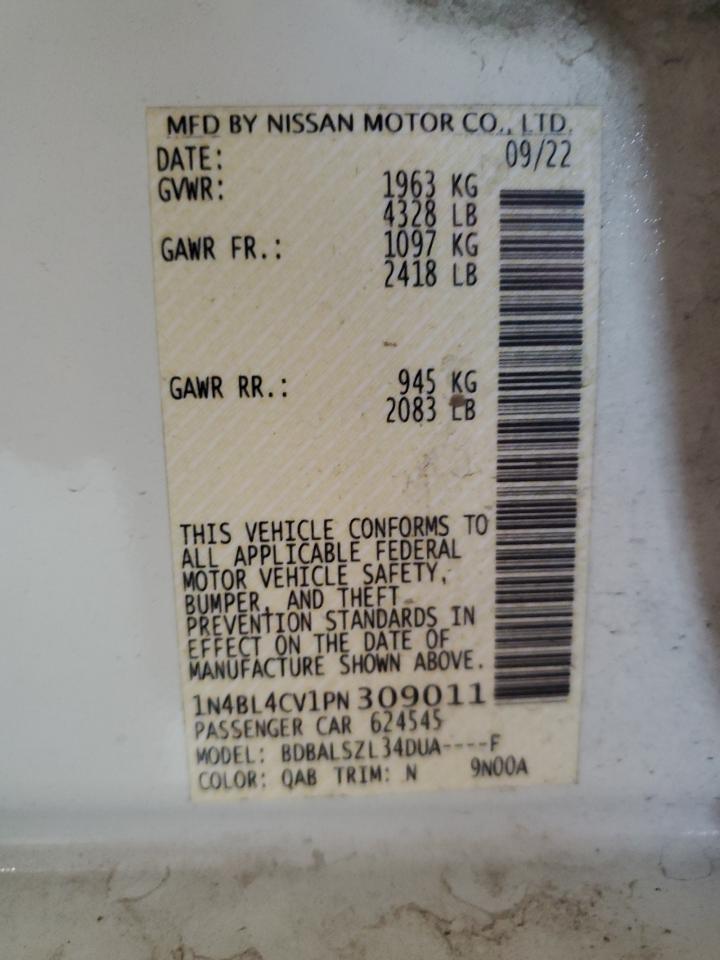 MFD BY NISSAN MOTOR CO., LTD.
DATE: 09/22
GVWR: 1963 KG
4328 LB
GAWR FR.: 1097 KG
2418 LB
GAWR RR.: 945 KG
2083 LB
THIS VEHICLE CONFORMS TO
ALL APPLICABLE FEDERAL
MOTOR VEHICLE SAFETY,
BUMPER, AND THEFT
PREVENTION STANDARDS IN
EFFECT ON THE DATE OF
MANUFACTURE SHOWN ABOVE.
1N4BL4CV1PN 309011
PASSENGER CAR 624545
MODEL: BDBALSZL34DUA----F
COLOR: QAB TRIM: N 9N00A